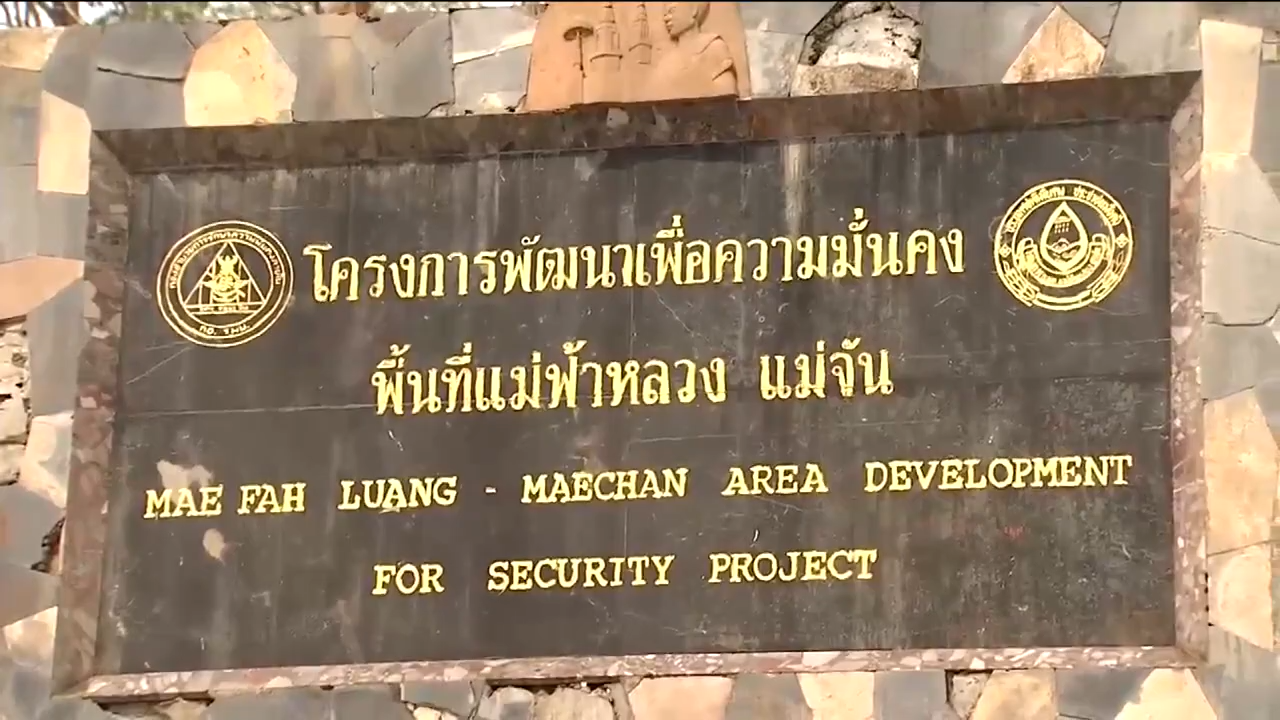 โครงการพัฒนาเพื่อความมั่นคง
พื้นที่แม่ฟ้าหลวง แม่จัน
MAE FAH LUANG - MAECHAN AREA DEVELOPMENT
FOR SECURITY PROJECT